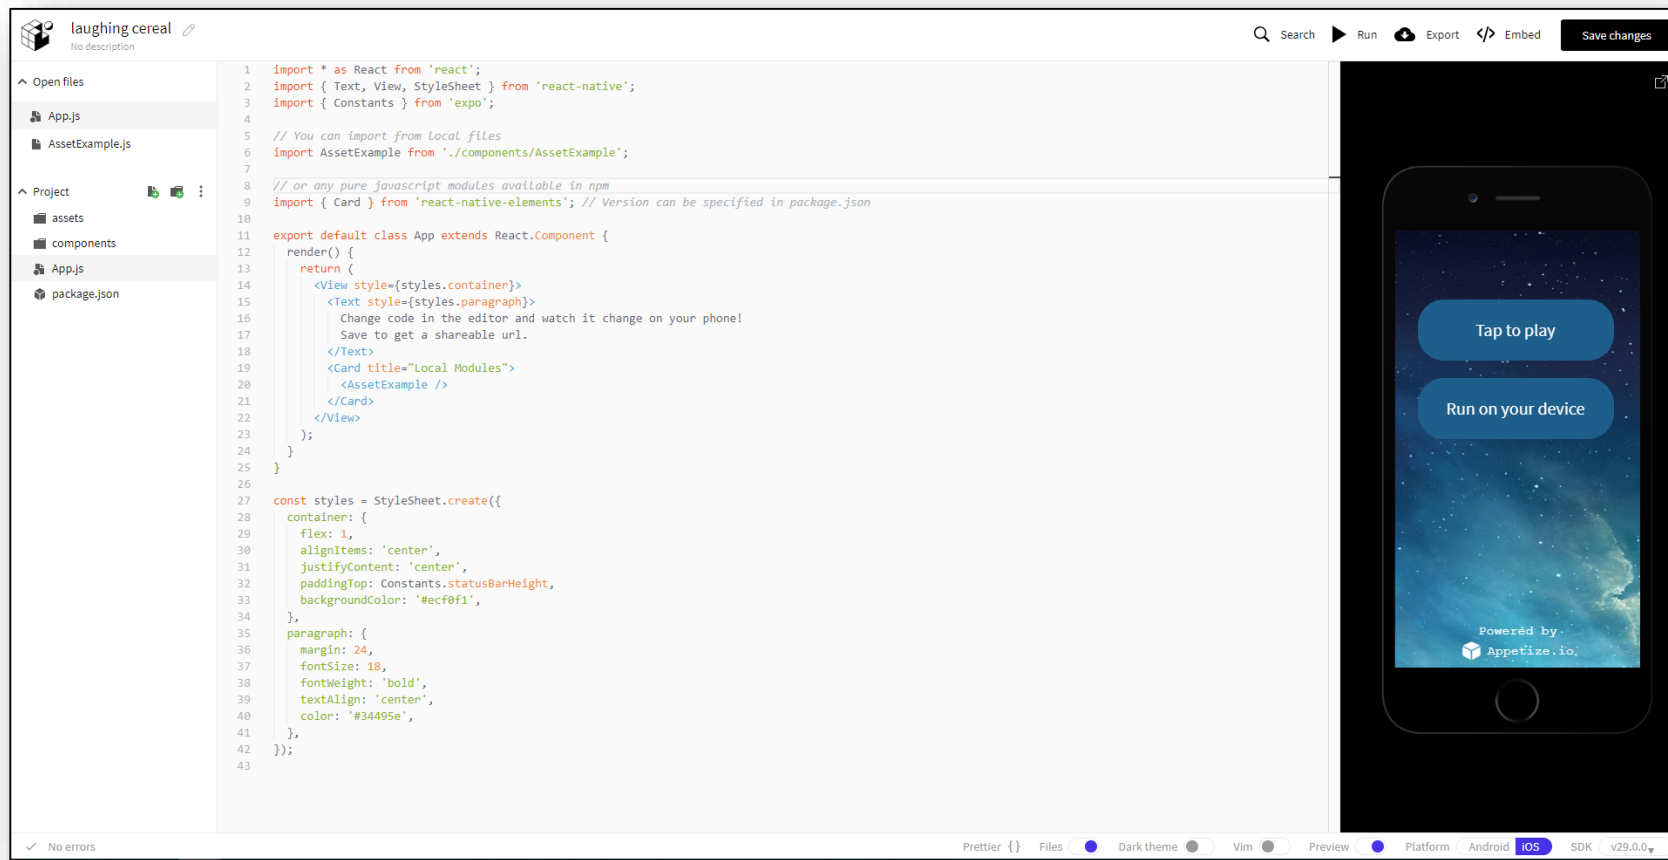 laughing cereal
No description
Search Run Export </> Embed Save changes
Open files
App.js
AssetExample.js
Project
assets
components
App.js
package.json
1 import * as React from 'react';
2 import { Text, View, StyleSheet } from 'react-native';
3 import { Constants } from 'expo';
4
5 // You can import from local files
6 import AssetExample from './components/AssetExample';
7
8 // or any pure javascript modules available in npm
9 import { Card } from 'react-native-elements'; // Version can be specified in package.json
10
11 export default class App extends React.Component {
12 render() {
13 return (
14 <View style={styles.container}>
15 <Text style={styles.paragraph}>
16 Change code in the editor and watch it change on your phone!
17 Save to get a shareable url.
18 </Text>
19 <Card title="Local Modules">
20 <AssetExample />
21 </Card>
22 </View>
23 );
24 }
25 }
26
27 const styles = StyleSheet.create({
28 container: {
29 flex: 1,
30 alignItems: 'center',
31 justifyContent: 'center',
32 paddingTop: Constants.statusBarHeight,
33 backgroundColor: '#ecf0f1',
34 },
35 paragraph: {
36 margin: 24,
37 fontSize: 18,
38 fontWeight: 'bold',
39 textAlign: 'center',
40 color: '#34495e',
41 },
42 });
43
Tap to play
Run on your device
Powered by
Appetize.io
No errors
Prettier {} Files Dark theme Vim Preview Platform Android iOS SDK v29.0.0